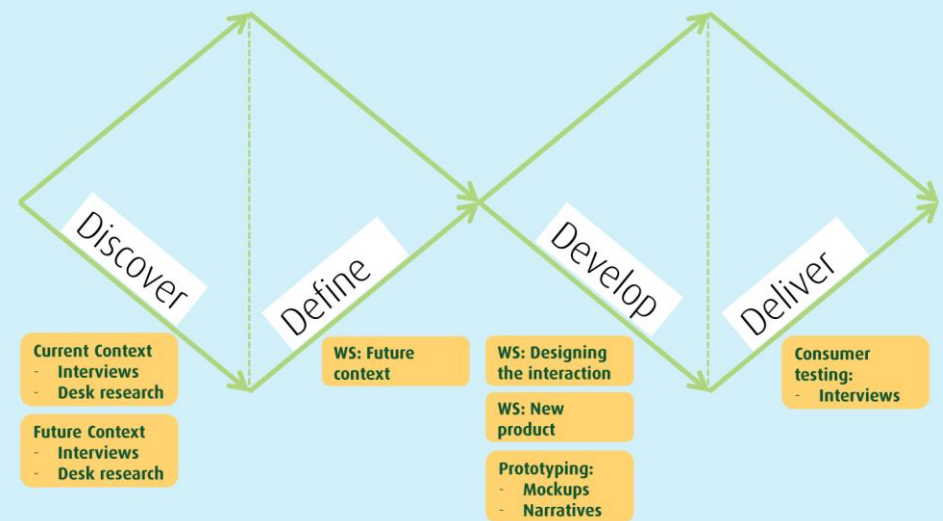 Discover
Define
Develop
Deliver
Current Context
- Interviews
- Desk research
Future Context
- Interviews
- Desk research
WS: Future
context
WS: Designing
the interaction
WS: New
product
Prototyping:
- Mockups
- Narratives
Consumer
testing:
- Interviews